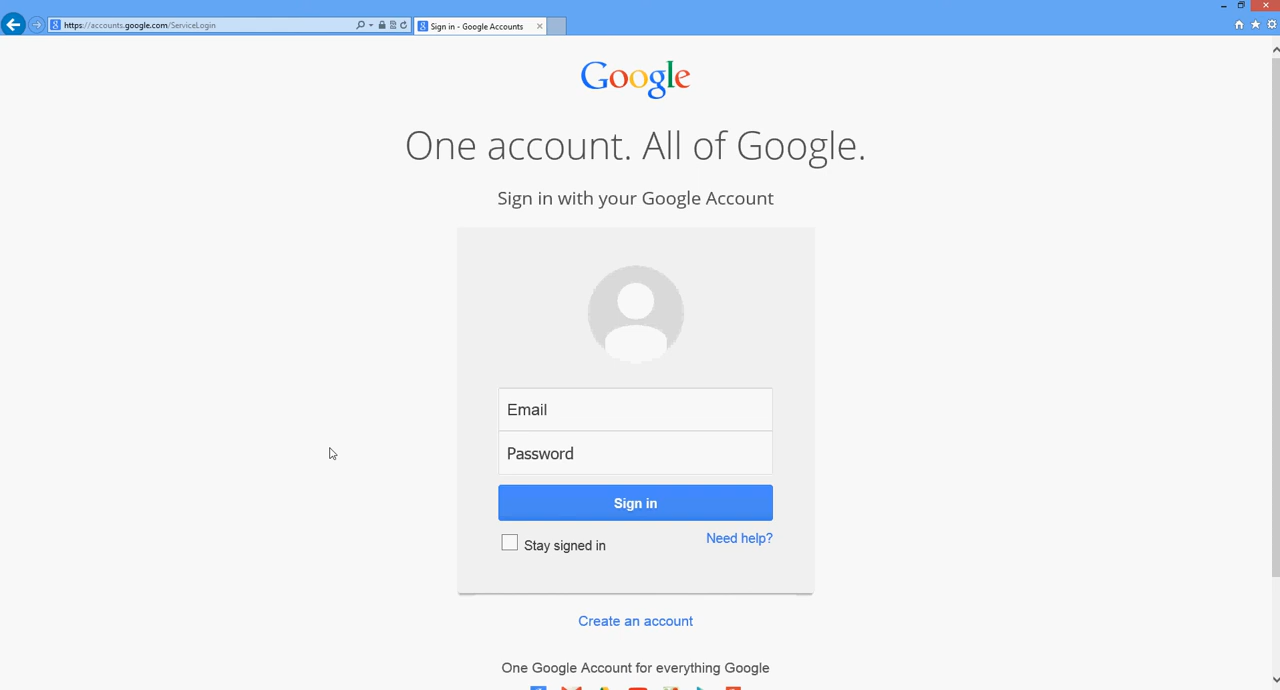 https://accounts.google.com/ServiceLogin
Sign in - Google Accounts
Google
One account. All of Google.
Sign in with your Google Account
Email
Password
Sign in
Stay signed in
Need help?
Create an account
One Google Account for everything Google